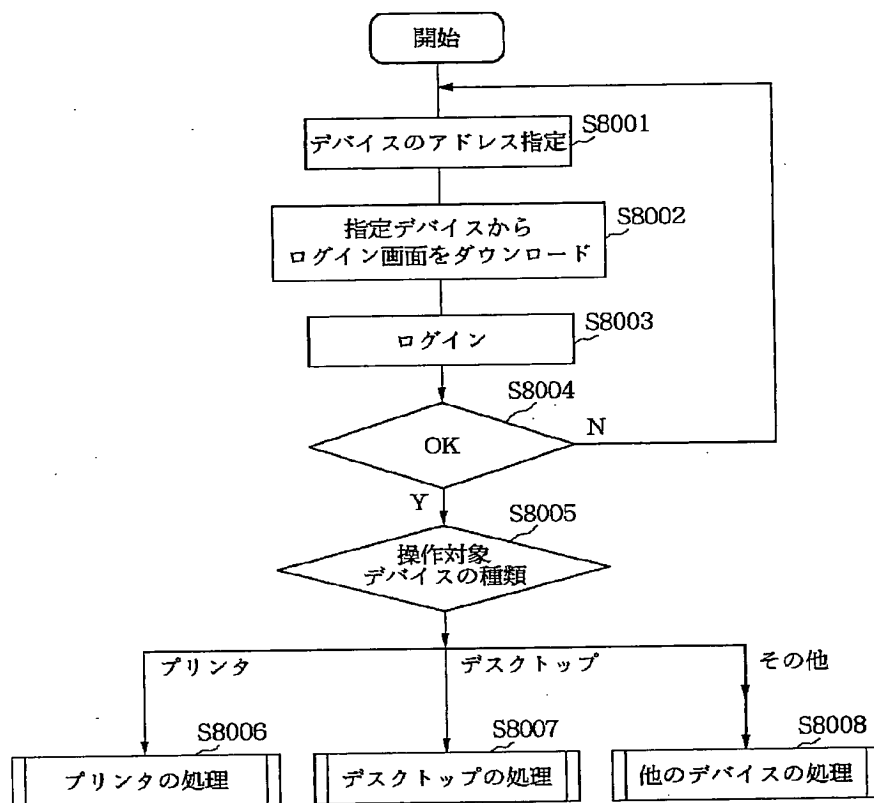 開始
デバイスのアドレス指定
S8001
指定デバイスから
ログイン画面をダウンロード
S8002
ログイン
S8003
OK
S8004
N
Y
操作対象
デバイスの種類
S8005
プリンタ
デスクトップ
その他
プリンタの処理
S8006
デスクトップの処理
S8007
他のデバイスの処理
S8008